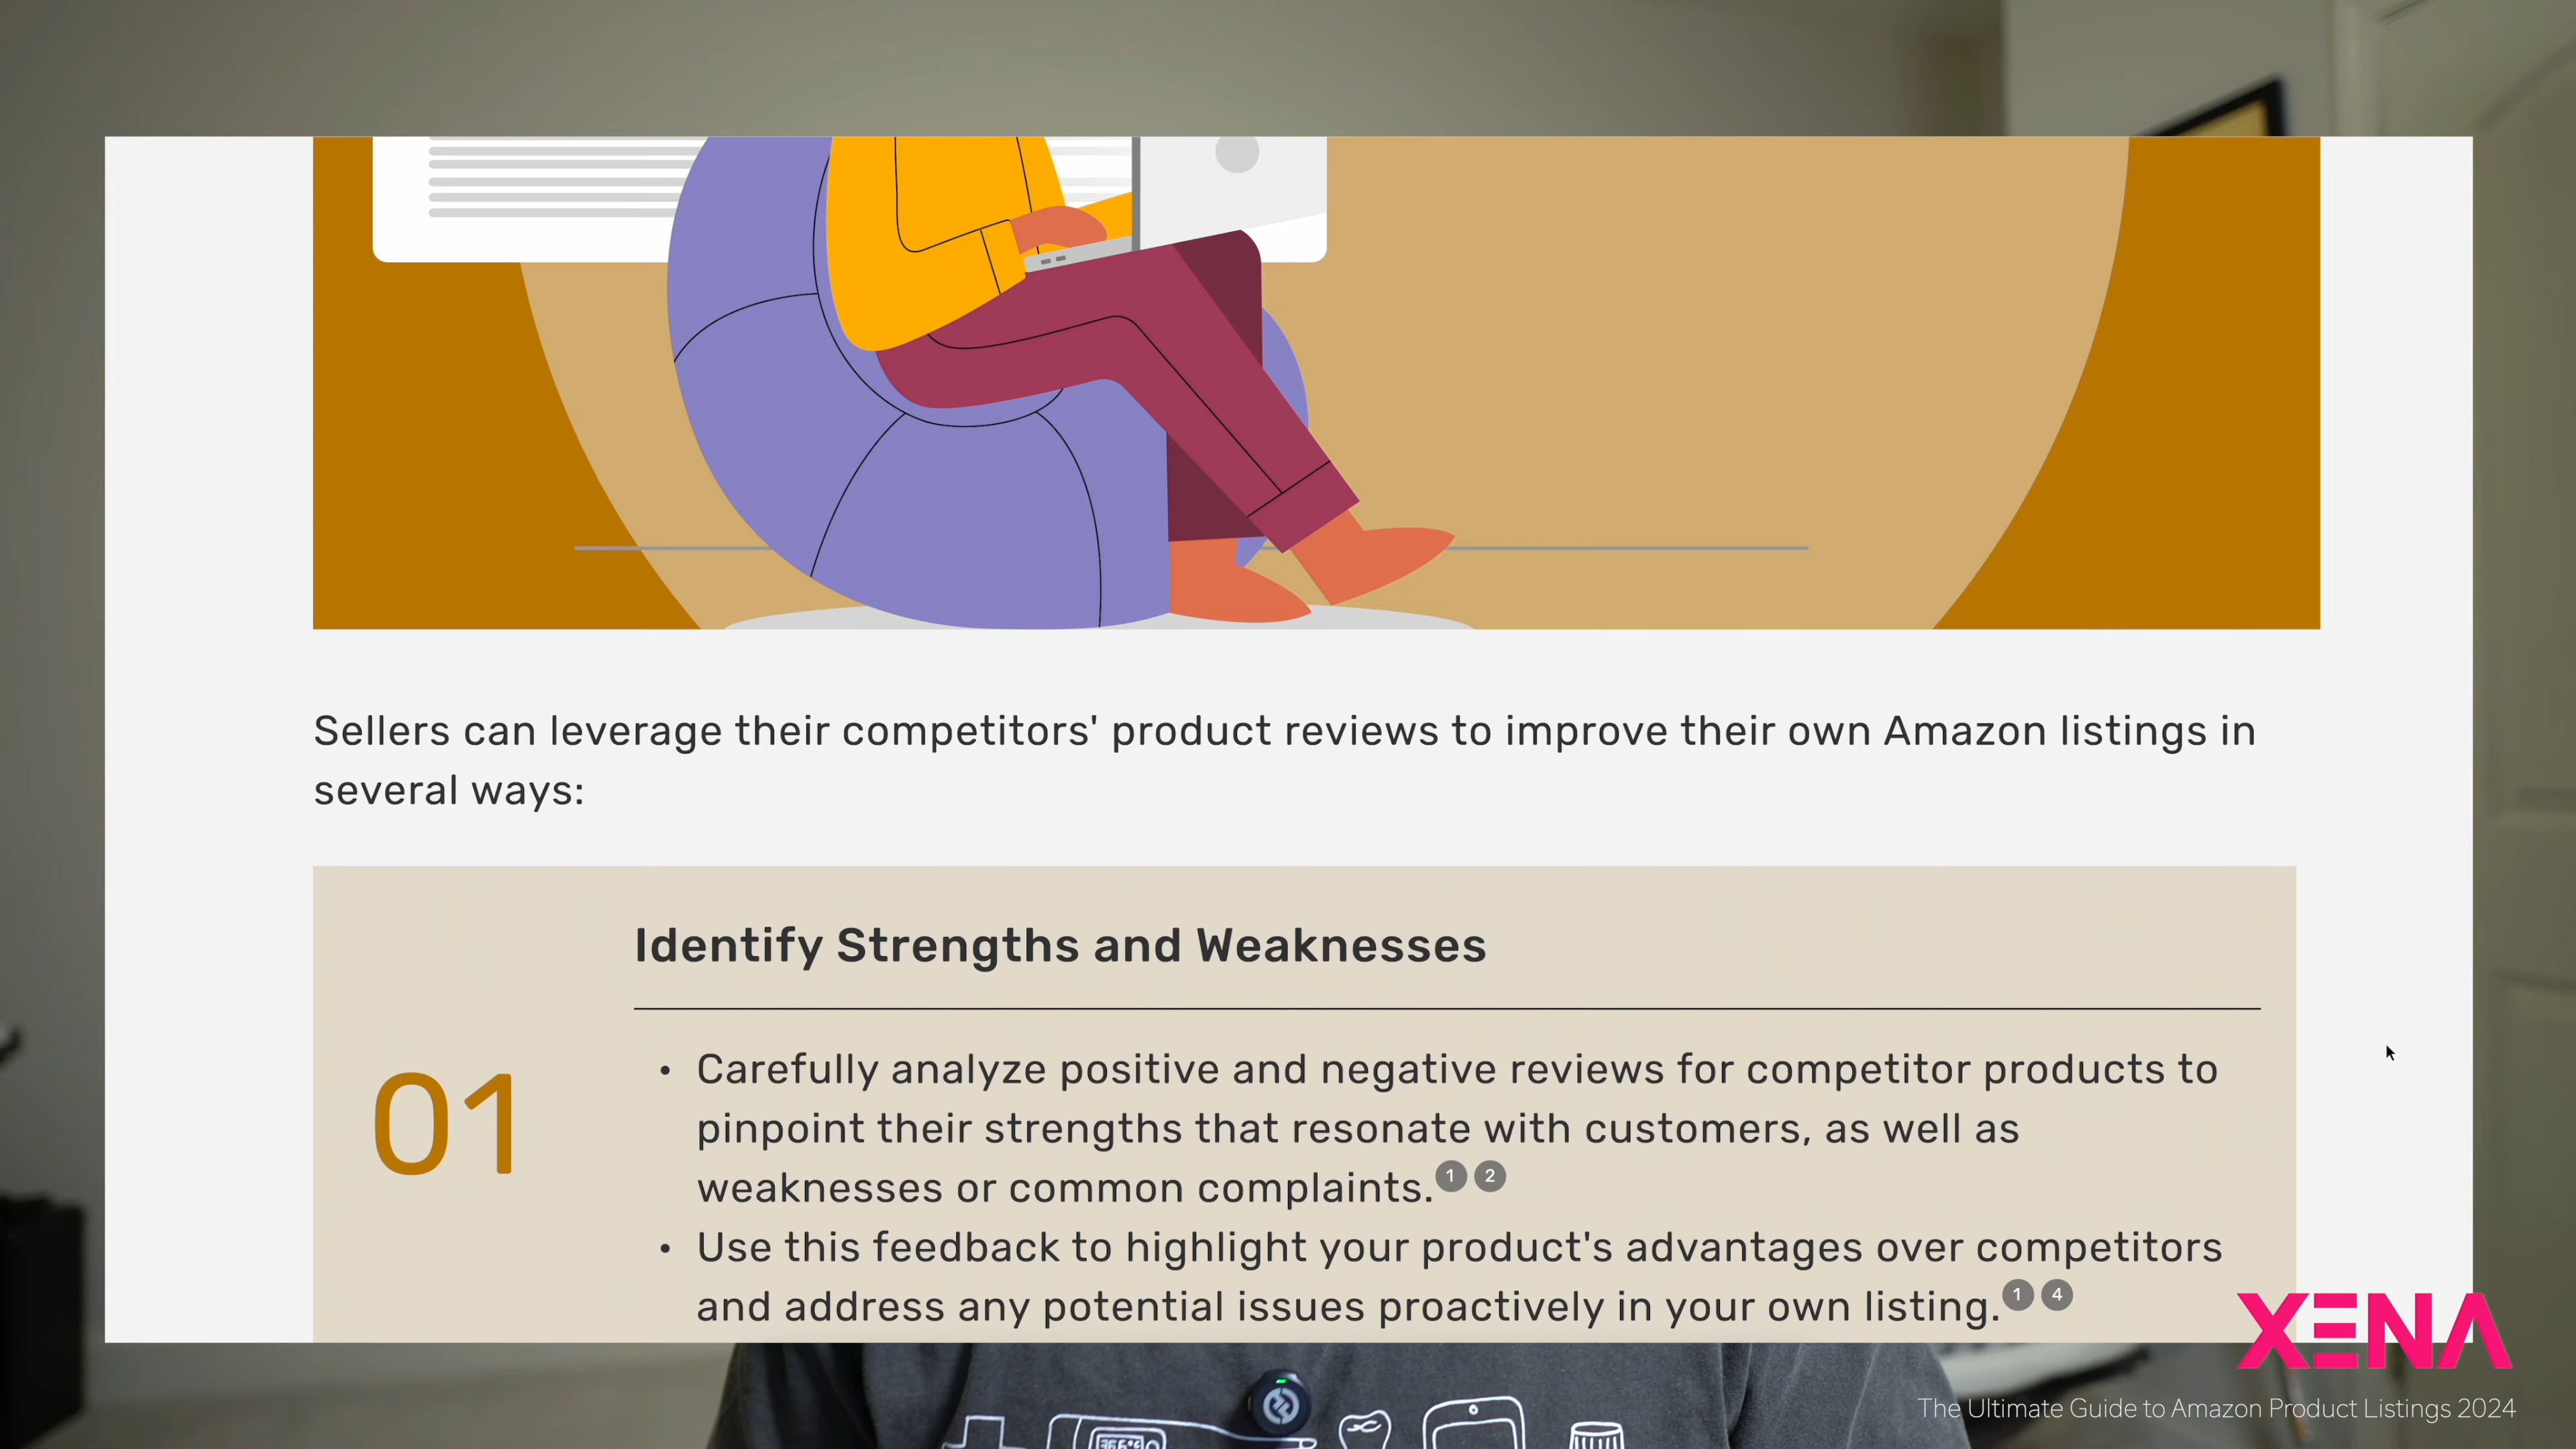 Sellers can leverage their competitors' product reviews to improve their own Amazon listings in
several ways:
Identify Strengths and Weaknesses
01
• Carefully analyze positive and negative reviews for competitor products to
pinpoint their strengths that resonate with customers, as well as
weaknesses or common complaints. 1 2
• Use this feedback to highlight your product's advantages over competitors
and address any potential issues proactively in your own listing. 1 4
XENA
The Ultimate Guide to Amazon Product Listings 2024